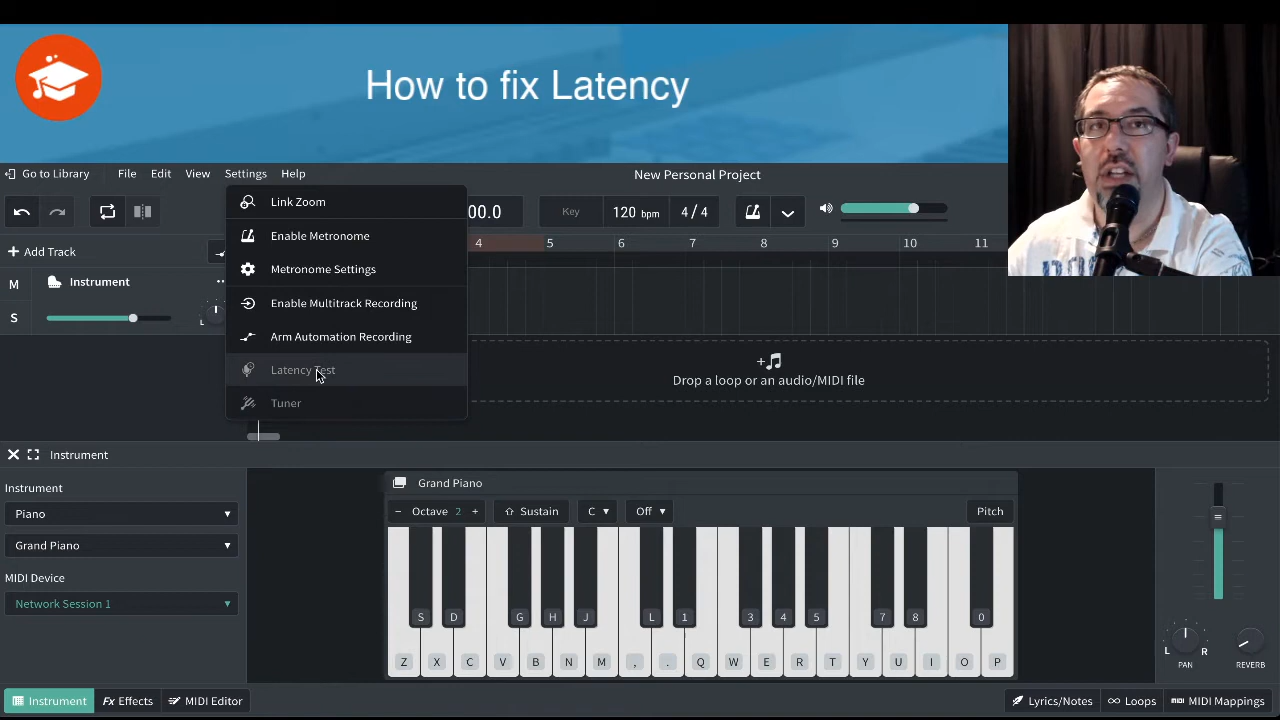 How to fix Latency
Go to Library File Edit View Settings Help New Personal Project
Link Zoom
00.0 Key 120 bpm 4 / 4
Enable Metronome
Add Track 4 5 6 7 8 9 10 11
Metronome Settings
M Instrument
Enable Multitrack Recording
S L
Arm Automation Recording
Latency Test
Drop a loop or an audio/MIDI file
Tuner
Instrument
Instrument Grand Piano
Piano - Octave 2 + Sustain C Off Pitch
Grand Piano
MIDI Device
Network Session 1
S D G H J L 1 3 4 5 7 8 0
Z X C V B N M , . Q W E R T Y U I O P
L R
PAN REVERB
Instrument Fx Effects MIDI Editor Lyrics/Notes Loops MIDI MIDI Mappings